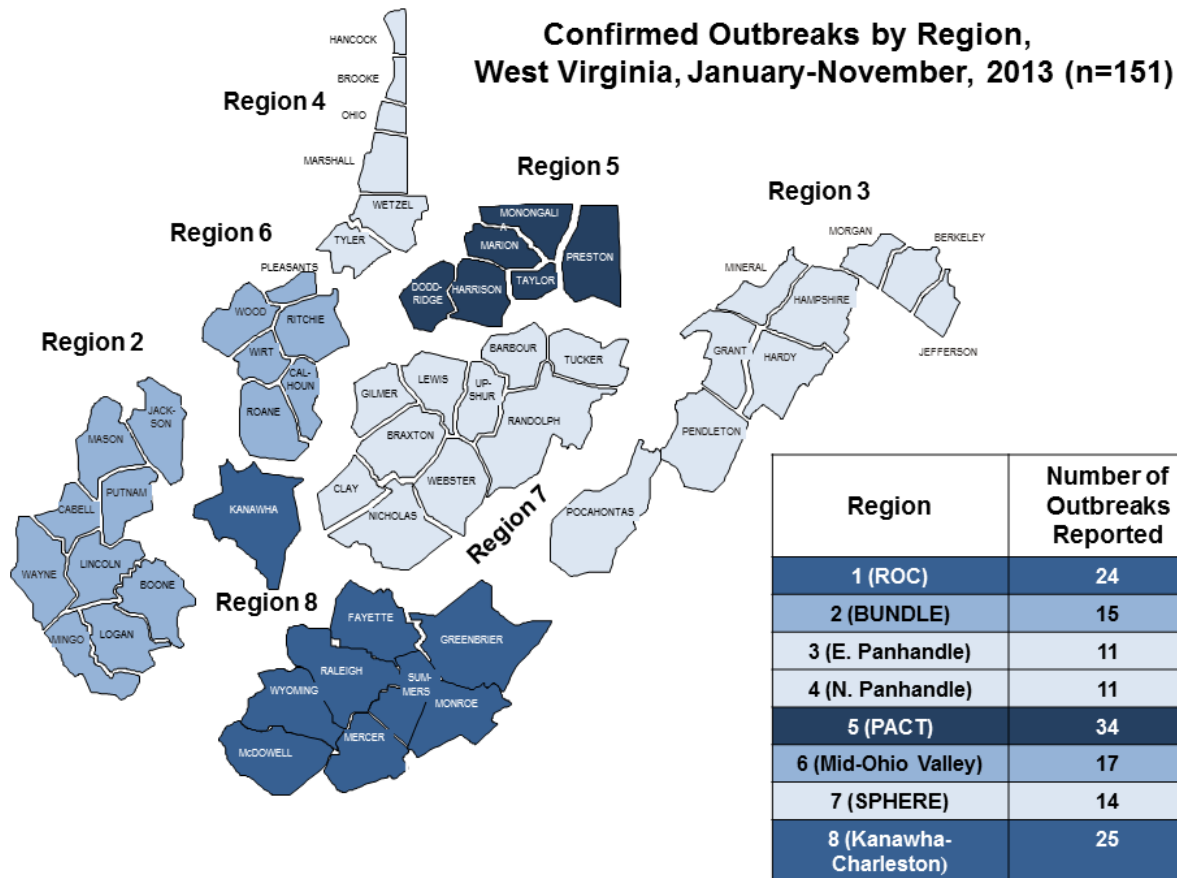 Confirmed Outbreaks by Region,
West Virginia, January-November, 2013 (n=151)
HANCOCK
BROOKE
Region 4
OHIO
MARSHALL
WETZEL
TYLER
Region 5
MONONGALI
A
MARION
PRESTON
TAYLOR
DODD-
RIDGE
HARRISON
Region 3
MORGAN
BERKELEY
MINERAL
HAMPSHIRE
GRANT
HARDY
JEFFERSON
PENDLETON
POCAHONTAS
Region 6
PLEASANTS
WOOD
RITCHIE
WIRT
CAL-
HOUN
ROANE
Region 2
JACK-
SON
MASON
PUTNAM
CABELL
WAYNE
LINCOLN
BOONE
MINGO
LOGAN
BARBOUR
TUCKER
LEWIS
UP-
SHUR
GILMER
RANDOLPH
BRAXTON
WEBSTER
CLAY
NICHOLAS
Region 7
KANAWHA
Region 8
FAYETTE
GREENBRIER
RALEIGH
SUM-
MERS
WYOMING
MONROE
MERCER
McDOWELL
Region
Number of
Outbreaks
Reported
1 (ROC) 24
2 (BUNDLE) 15
3 (E. Panhandle) 11
4 (N. Panhandle) 11
5 (PACT) 34
6 (Mid-Ohio Valley) 17
7 (SPHERE) 14
8 (Kanawha- 25
Charleston)